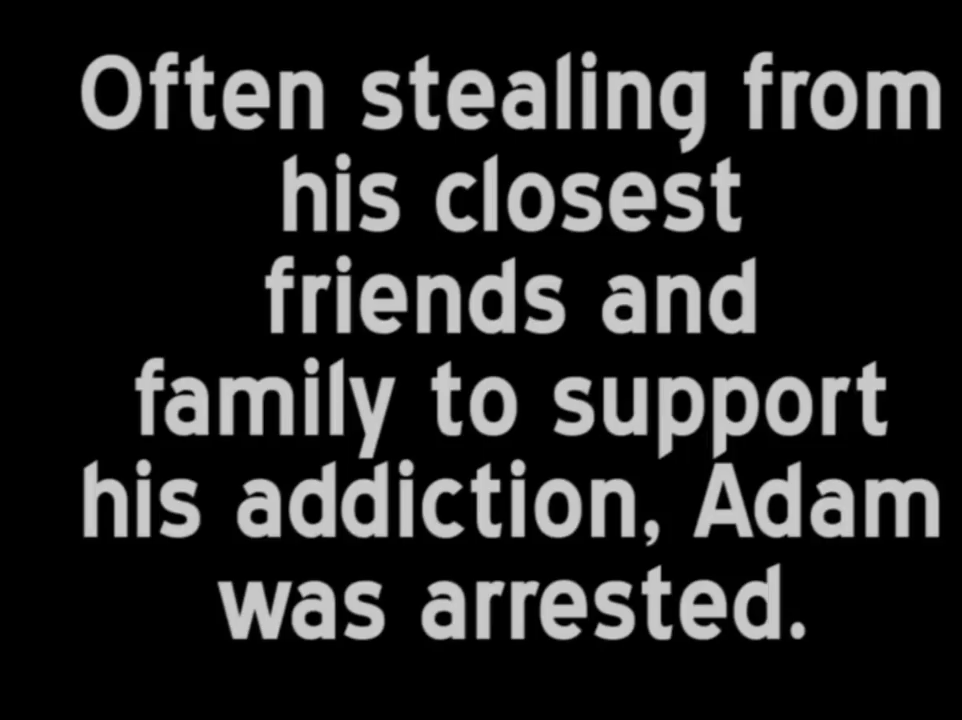 Often stealing from
his closest
friends and
family to support
his addiction, Adam
was arrested.